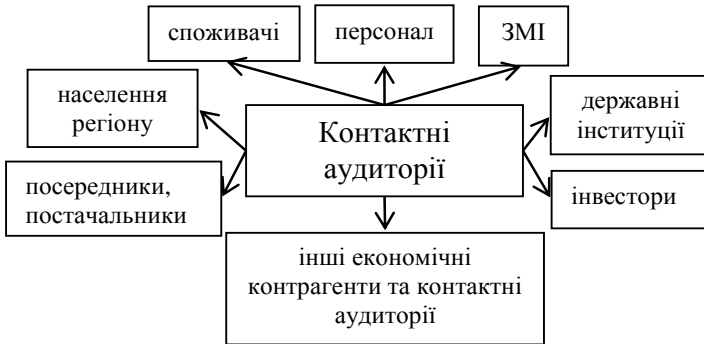 споживачі
персонал
ЗМІ
населення
регіону
Контактні
аудиторії
державні
інституції
посередники,
постачальники
інвестори
інші економічні
контрагенти та контактні
аудиторії